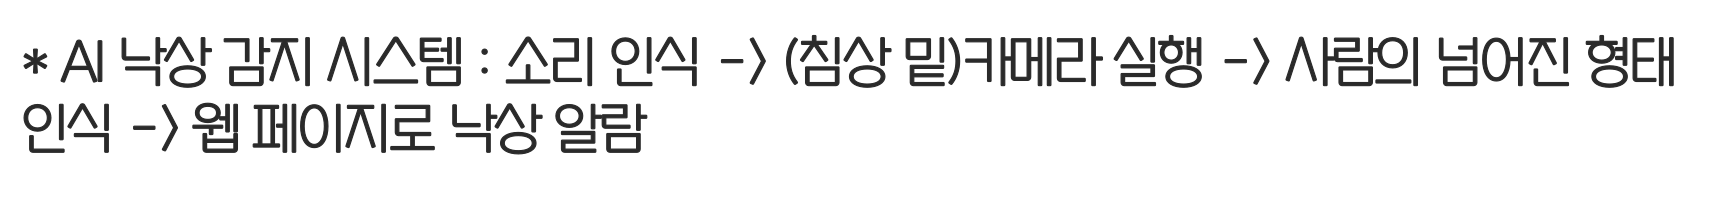 * AI 낙상 감지 시스템 : 소리 인식 -> (침상 밑)카메라 실행 -> 사람의 넘어진 형태
인식 -> 웹 페이지로 낙상 알람